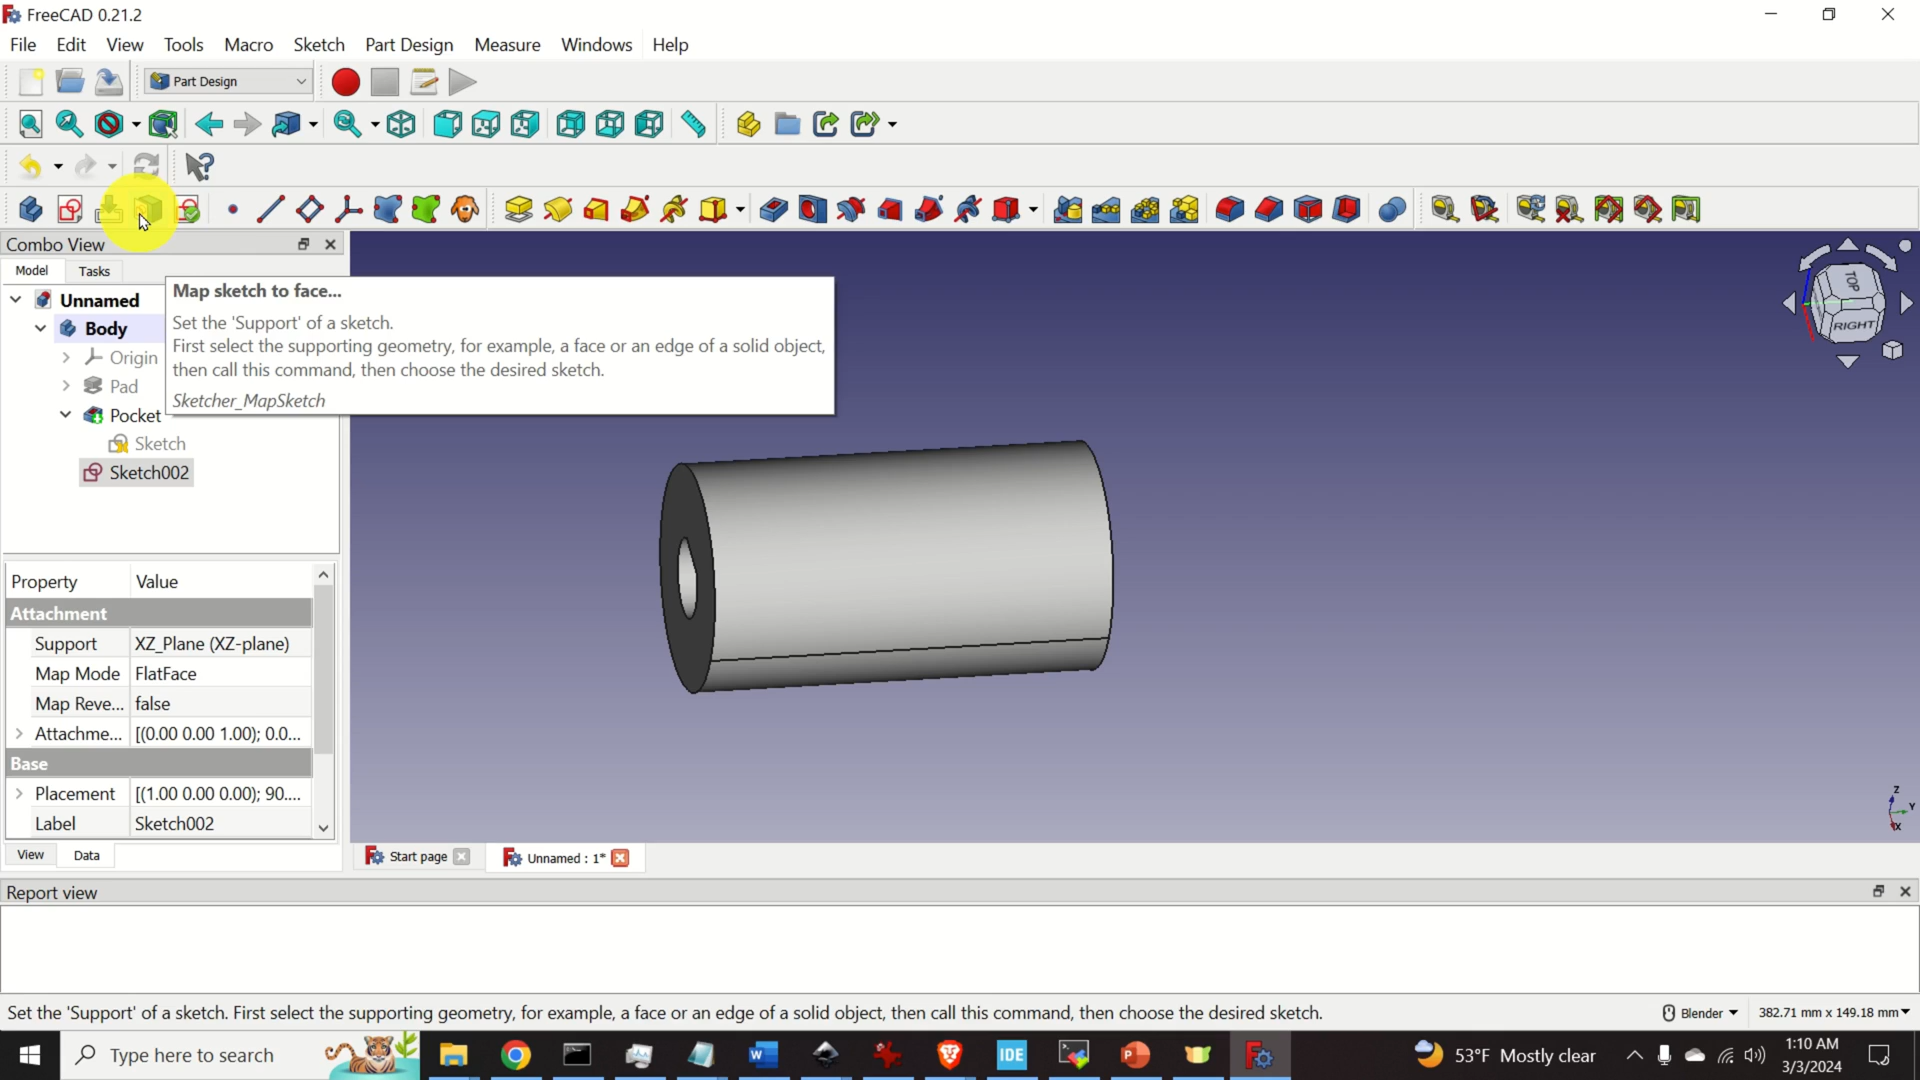 FreeCAD 0.21.2
File Edit View Tools Macro Sketch Part Design Measure Windows Help
Part Design
Combo View
Model Tasks
Unnamed
Body
Origin
Pad
Pocket
Sketch
Sketch002
Map sketch to face...
Set the 'Support' of a sketch.
First select the supporting geometry, for example, a face or an edge of a solid object,
then call this command, then choose the desired sketch.
Sketcher_MapSketch
TOP
RIGHT
Property Value
Attachment
Support XZ_Plane (XZ-plane)
Map Mode FlatFace
Map Reve... false
Attachme... [(0.00 0.00 1.00); 0.0...
Base
Placement [(1.00 0.00 0.00); 90....
Label Sketch002
Z
Y
X
View Data
Start page Unnamed : 1*
Report view
Set the 'Support' of a sketch. First select the supporting geometry, for example, a face or an edge of a solid object, then call this command, then choose the desired sketch.
Blender 382.71 mm x 149.18 mm
Type here to search
IDE
53°F Mostly clear
1:10 AM
3/3/2024